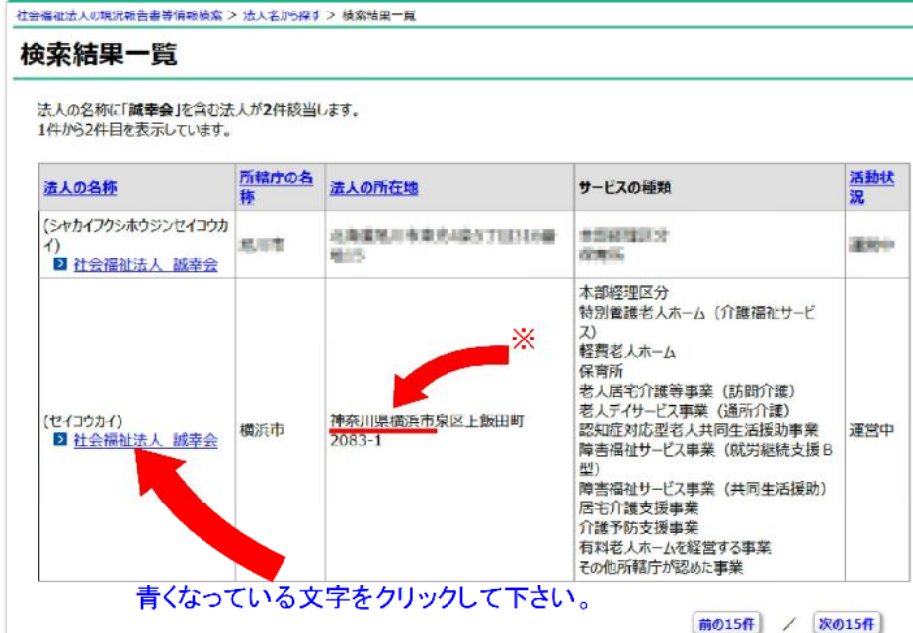 社会福祉法人の現況報告書等情報検索 > 法人名から探す > 検索結果一覧
検索結果一覧
法人の名称に「誠幸会」を含む法人が2件該当します。
1件から2件目を表示しています。
法人の名称
所轄庁の名
称
法人の所在地
サービスの種類
活動状
況
(シャカイフクシホウジンセイコウカ
イ)
社会福祉法人 誠幸会
(セイコウカイ)
社会福祉法人 誠幸会
横浜市
※
神奈川県横浜市泉区上飯田町
2083-1
本部経理区分
特別養護老人ホーム（介護福祉サービ
ス）
軽費老人ホーム
保育所
老人居宅介護等事業（訪問介護）
老人デイサービス事業（通所介護）
認知症対応型老人共同生活援助事業
障害福祉サービス事業（就労継続支援B
型）
障害福祉サービス事業（共同生活援助）
居宅介護支援事業
介護予防支援事業
有料老人ホームを経営する事業
その他所轄庁が認めた事業
運営中
青くなっている文字をクリックして下さい。
前の15件 / 次の15件